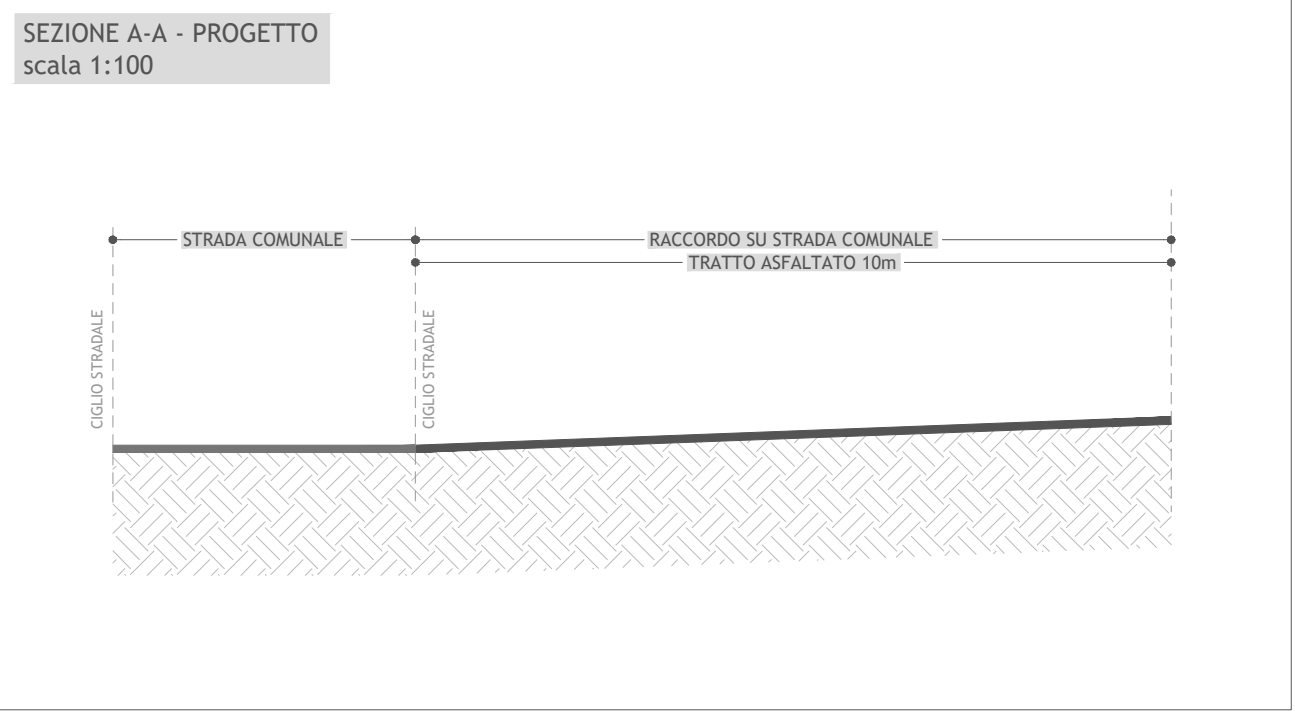 SEZIONE A-A - PROGETTO
scala 1:100
STRADA COMUNALE
RACCORDO SU STRADA COMUNALE
TRATTO ASFALTATO 10m
CIGLIO STRADALE
CIGLIO STRADALE